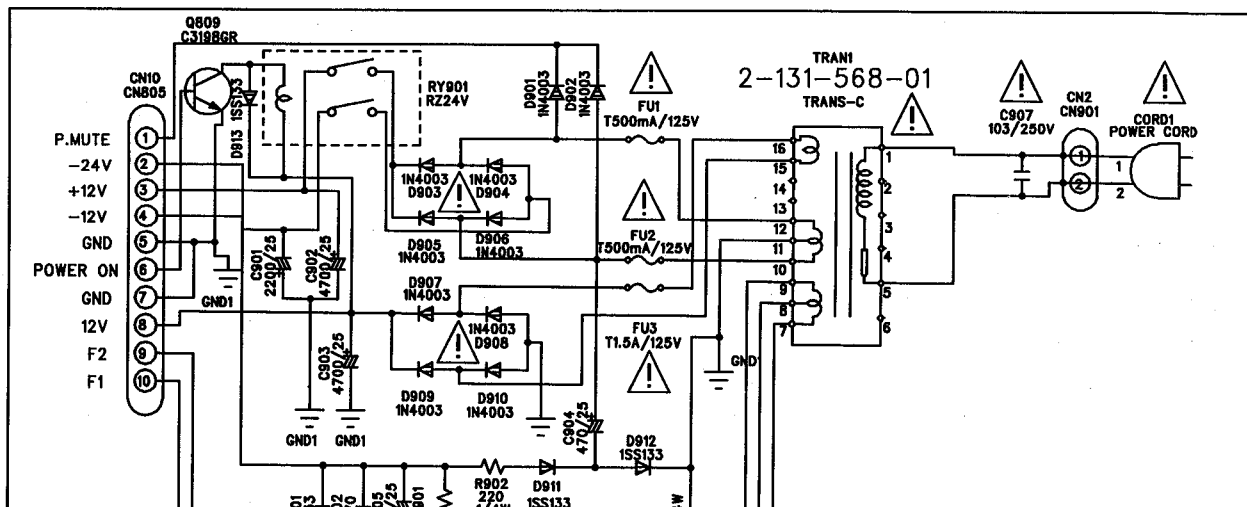 Q809
C3198GR
CN10
CN805
P.MUTE 1
-24V 2
+12V 3
-12V 4
GND 5
POWER ON 6
GND 7
12V 8
F2 9
F1 10
D913 1SS133
RY901
RZ24V
D901
1N4003
D902
1N4003
FU1
T500mA/125V
TRAN1
2-131-568-01
TRANS-C
C907
103/250V
CN2
CN901
CORD1
POWER CORD
1
2
1
2
1N4003
D903
1N4003
D904
D905
1N4003
D906
1N4003
FU2
T500mA/125V
16
15
14
13
12
11
10
9
8
7
1
2
3
4
5
6
GND1
C901
2200/25
C902
4700/25
D907
1N4003
1N4003
D908
FU3
T1.5A/125V
GND1
C903
4700/25
D909
1N4003
D910
1N4003
GND1
GND1
C904
470/25
D912
1SS133
R902
220
D911
1SS133